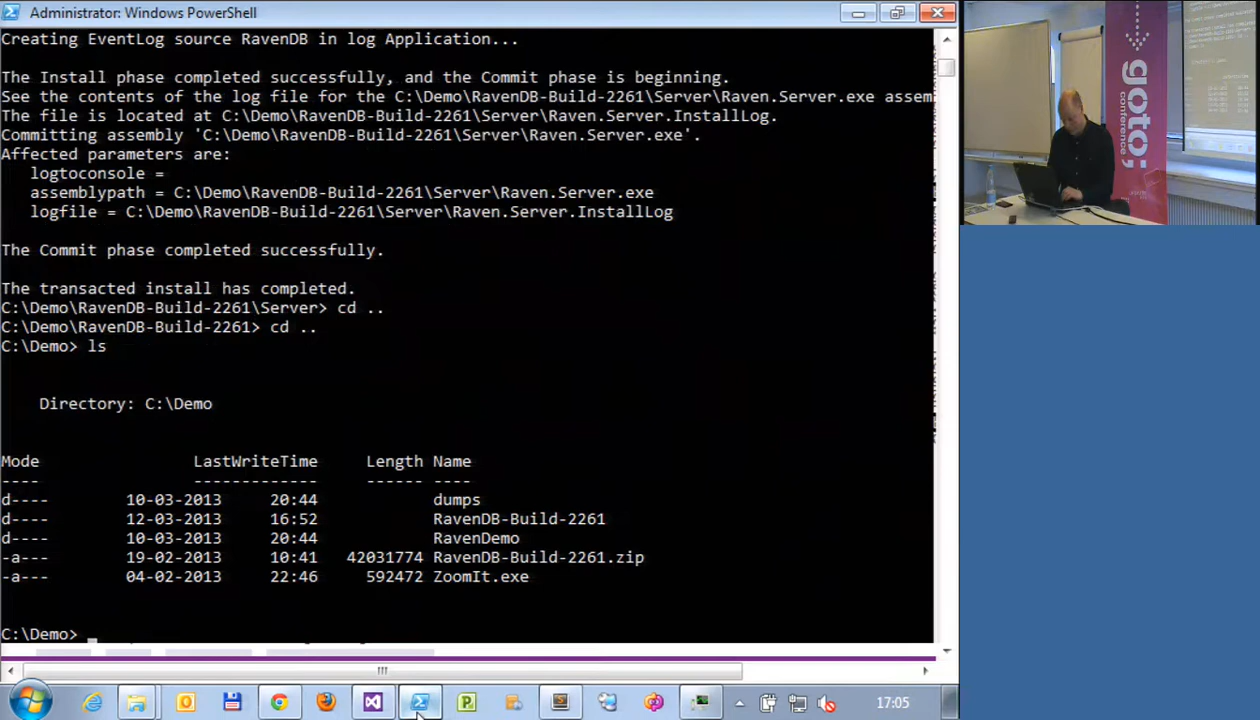 Administrator: Windows PowerShell
Creating EventLog source RavenDB in log Application...
The Install phase completed successfully, and the Commit phase is beginning.
See the contents of the log file for the C:\Demo\RavenDB-Build-2261\Server\Raven.Server.exe assem
The file is located at C:\Demo\RavenDB-Build-2261\Server\Raven.Server.InstallLog.
Committing assembly 'C:\Demo\RavenDB-Build-2261\Server\Raven.Server.exe'.
Affected parameters are:
logtoconsole =
assemblypath = C:\Demo\RavenDB-Build-2261\Server\Raven.Server.exe
logfile = C:\Demo\RavenDB-Build-2261\Server\Raven.Server.InstallLog
The Commit phase completed successfully.
The transacted install has completed.
C:\Demo\RavenDB-Build-2261\Server> cd ..
C:\Demo\RavenDB-Build-2261> cd ..
C:\Demo> ls
Directory: C:\Demo
Mode LastWriteTime Length Name
---- ------------- ------ ----
d---- 10-03-2013 20:44 dumps
d---- 12-03-2013 16:52 RavenDB-Build-2261
d---- 10-03-2013 20:44 RavenDemo
-a--- 19-02-2013 10:41 42031774 RavenDB-Build-2261.zip
-a--- 04-02-2013 22:46 592472 ZoomIt.exe
C:\Demo> _
17:05
goto;
conference